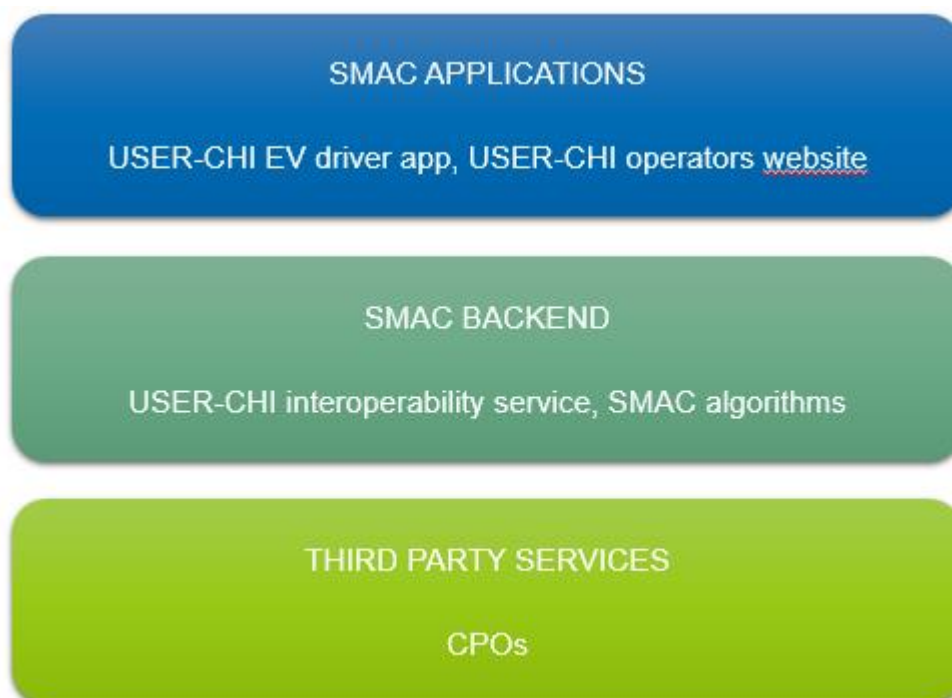 SMAC APPLICATIONS
USER-CHI EV driver app, USER-CHI operators website
SMAC BACKEND
USER-CHI interoperability service, SMAC algorithms
THIRD PARTY SERVICES
CPOs